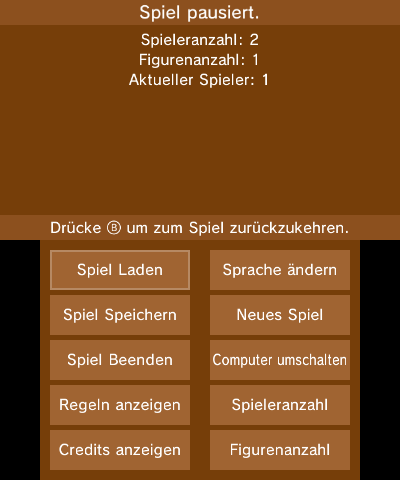 Spiel pausiert.
Spieleranzahl: 2
Figurenanzahl: 1
Aktueller Spieler: 1
Drücke Ⓑ um zum Spiel zurückzukehren.
Spiel Laden
Sprache ändern
Spiel Speichern
Neues Spiel
Spiel Beenden
Computer umschalten
Regeln anzeigen
Spieleranzahl
Credits anzeigen
Figurenanzahl